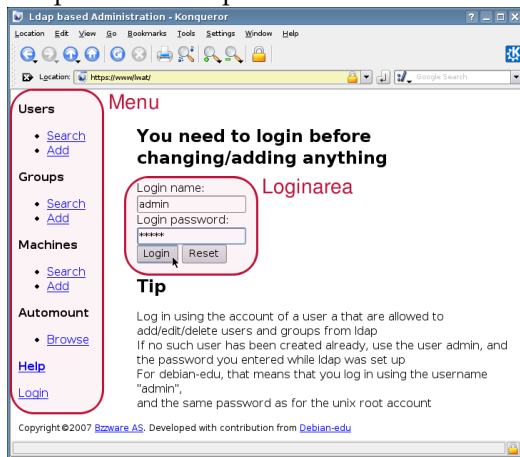 Ldap based Administration - Konqueror
Location Edit View Go Bookmarks Tools Settings Window Help
Location: https://www/lwat/ Google Search
Menu
Users
Search
Add
Groups
Search
Add
Machines
Search
Add
Automount
Browse
Help
Login
You need to login before
changing/adding anything
Loginarea
Login name:
admin
Login password:
*****
Login Reset
Tip
Log in using the account of a user a that are allowed to
add/edit/delete users and groups from ldap
If no such user has been created already, use the user admin, and
the password you entered while ldap was set up
For debian-edu, that means that you log in using the username
"admin",
and the same password as for the unix root account
Copyright ©2007 Bzzware AS. Developed with contribution from Debian-edu